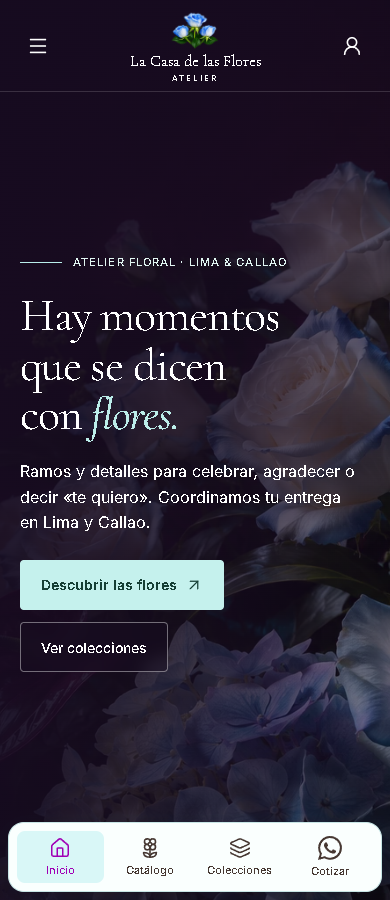 La Casa de las Flores
ATELIER
ATELIER FLORAL · LIMA & CALLAO
Hay momentos
que se dicen
con flores.
Ramos y detalles para celebrar, agradecer o
decir «te quiero». Coordinamos tu entrega
en Lima y Callao.
Descubrir las flores
Ver colecciones
Inicio
Catálogo
Colecciones
Cotizar